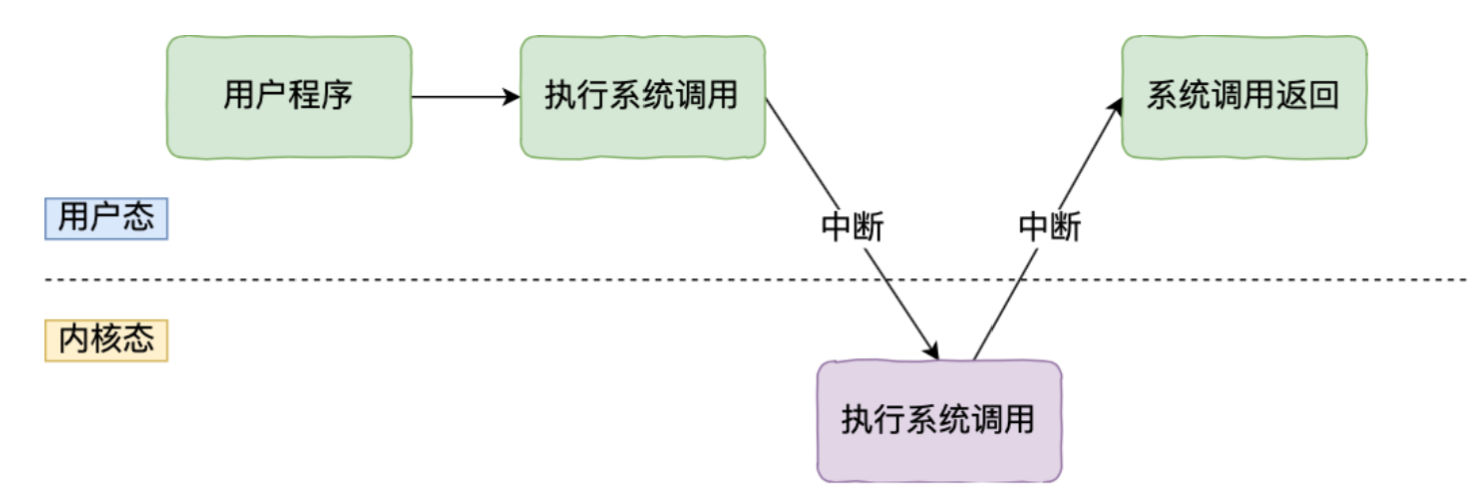 用户程序
执行系统调用
系统调用返回
用户态
中断
中断
内核态
执行系统调用